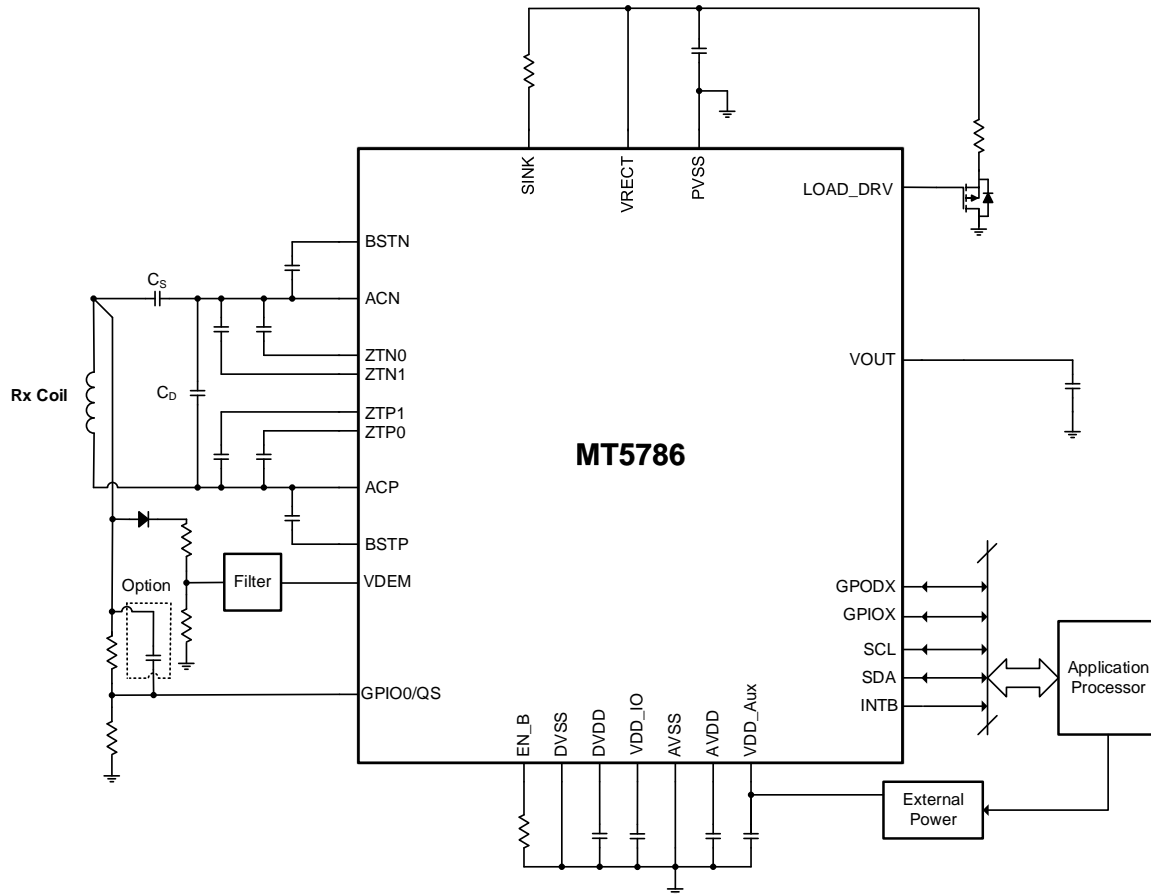 SINK
VRECT
PVSS
LOAD_DRV
BSTN
CS
ACN
ZTN0
VOUT
ZTN1
Rx Coil
CD
ZTP1
ZTP0
MT5786
ACP
BSTP
Option
Filter
VDEM
GPODX
GPIOX
SCL
SDA
INTB
Application
Processor
GPIO0/QS
EN_B
DVSS
DVDD
VDD_IO
AVSS
AVDD
VDD_Aux
External
Power